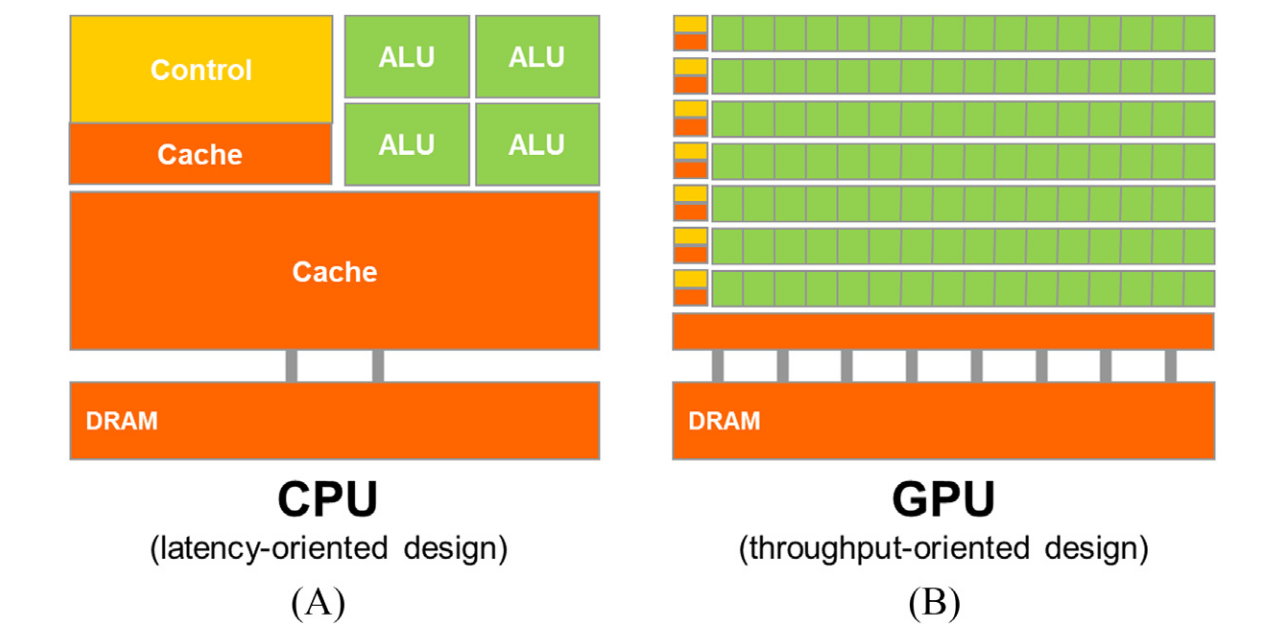 Control
ALU
ALU
Cache
ALU
ALU
Cache
DRAM
CPU
(latency-oriented design)
(A)
DRAM
GPU
(throughput-oriented design)
(B)